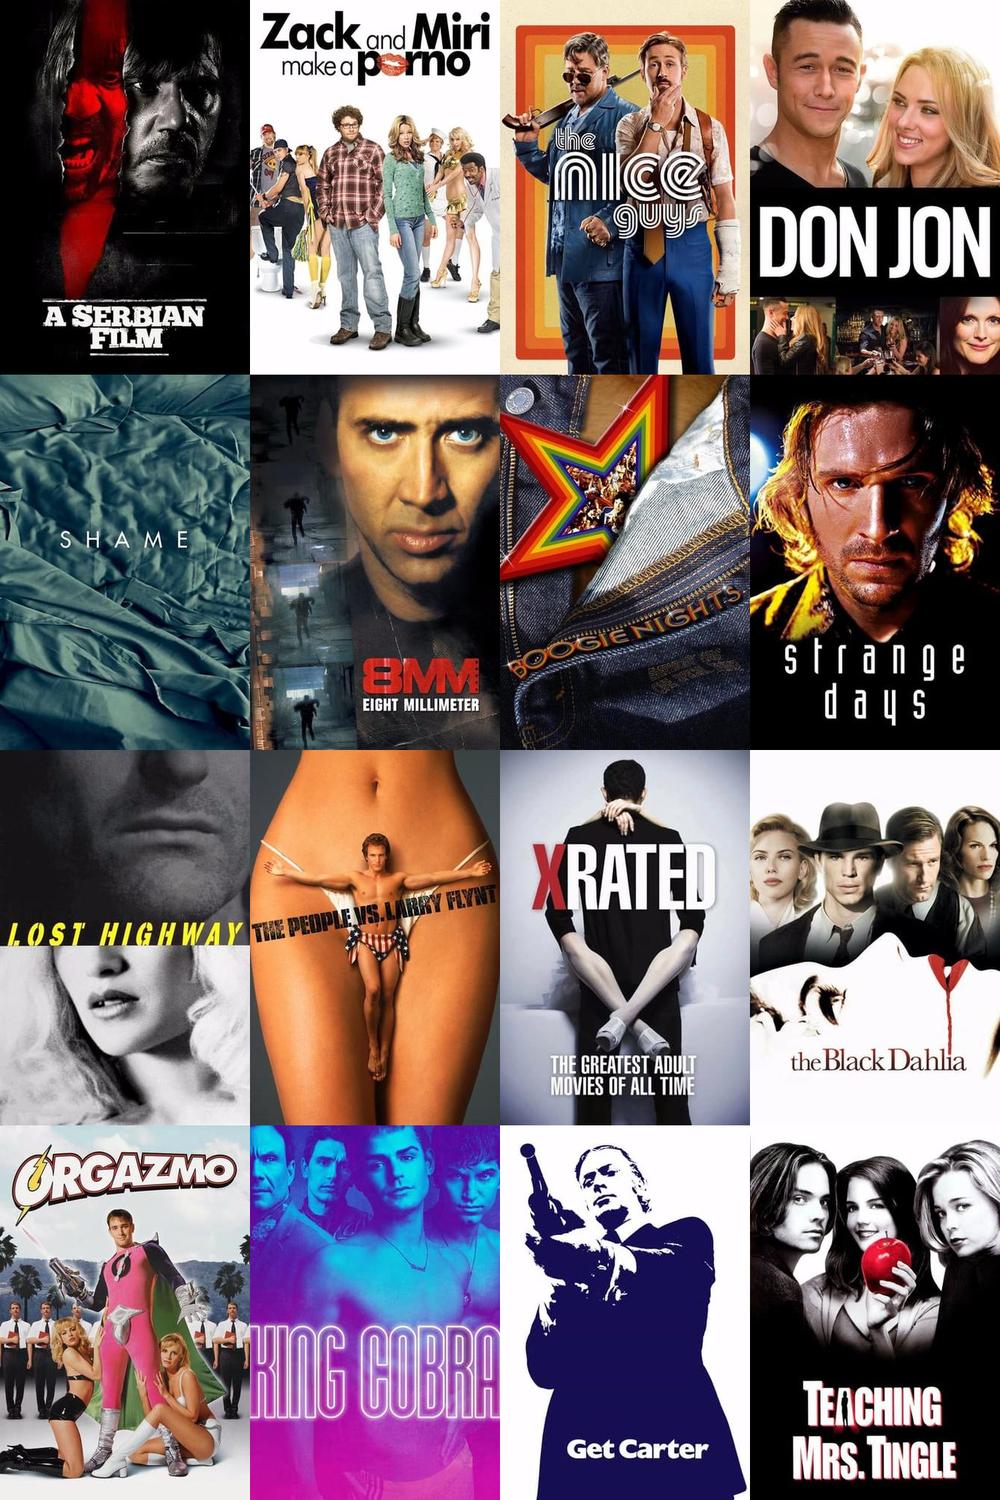 A SERBIAN
FILM
Zack and Miri
make a porno
the
nice
guys
DON JON
SHAME
8MM
EIGHT MILLIMETER
BOOGIE NIGHTS
strange
days
LOST HIGHWAY
THE PEOPLE VS. LARRY FLYNT
XRATED
THE GREATEST ADULT
MOVIES OF ALL TIME
the Black Dahlia
ORGAZMO
KING COBRA
Get Carter
TEACHING
MRS. TINGLE